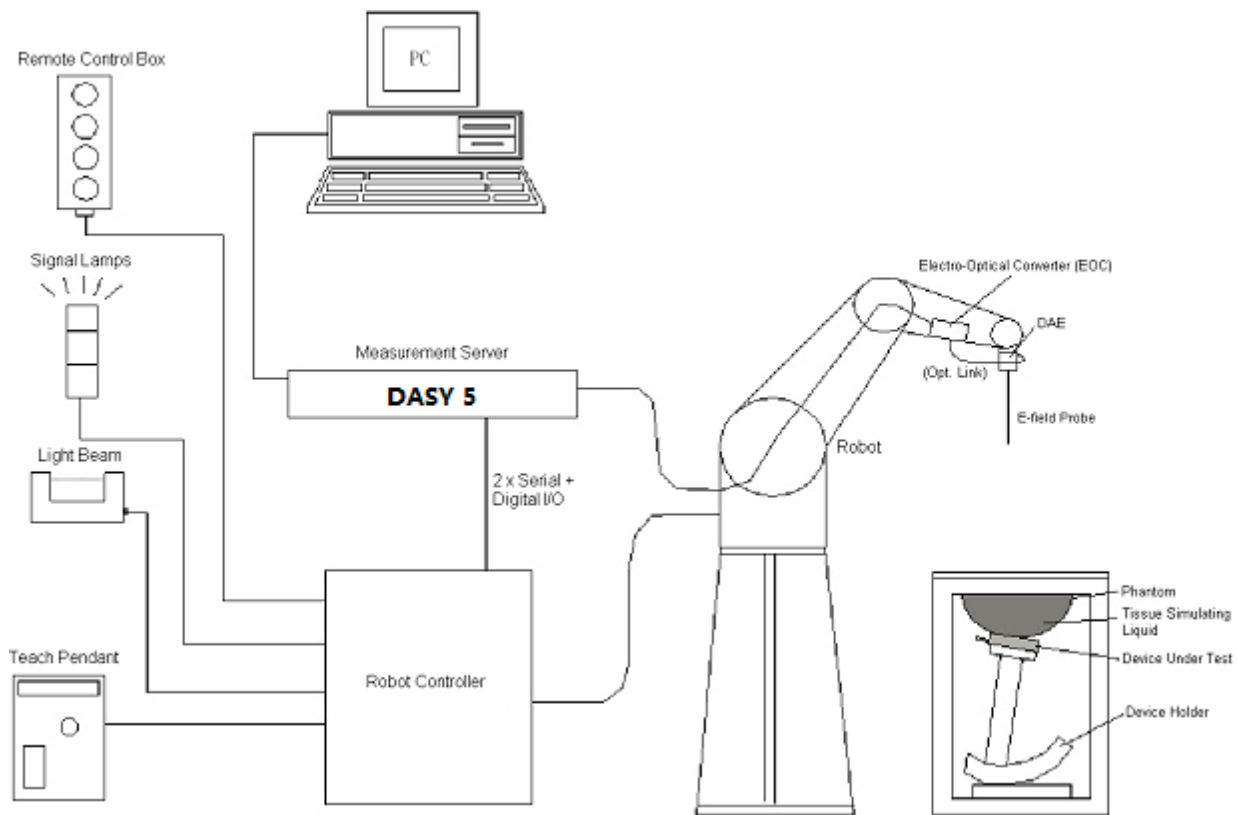 Remote Control Box
PC
Signal Lamps
Electro-Optical Converter (EOC)
DAE
(Opt. Link)
E-field Probe
Measurement Server
DASY 5
Robot
Light Beam
2 x Serial +
Digital I/O
Phantom
Tissue Simulating
Liquid
Device Under Test
Device Holder
Teach Pendant
Robot Controller